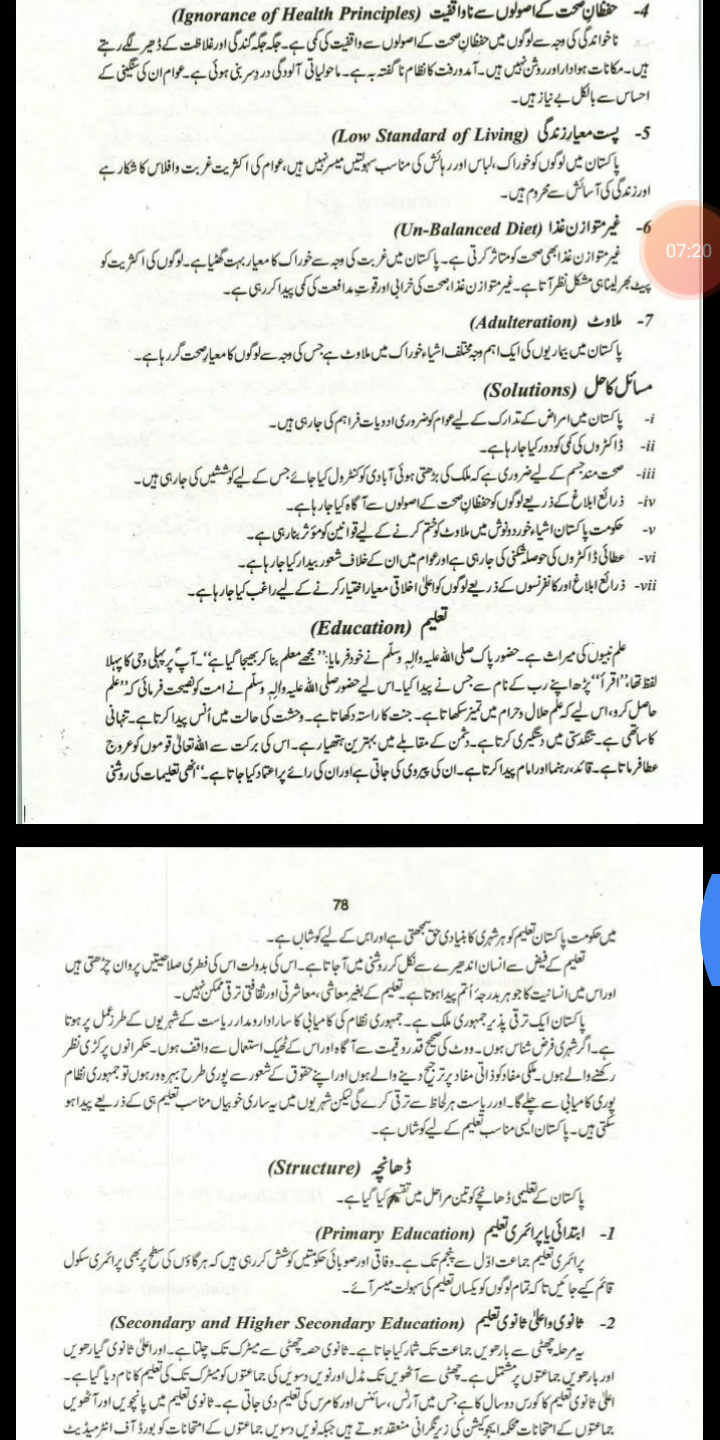 4- حفظانِ صحت کے اصولوں سے ناواقفیت (Ignorance of Health Principles)
ناخواندگی کی وجہ سے لوگوں میں حفظانِ صحت کے اصولوں سے واقفیت کی کمی ہے۔ جگہ جگہ گندگی اور غلاظت کے ڈھیر لگے رہتے
ہیں۔ مکانات ہوادار اور روشن نہیں ہیں۔ آمدورفت کا نظام ناگفتہ بہ ہے۔ ماحولیاتی آلودگی دردِ سر بنی ہوئی ہے۔ عوام ان کی سنگینی کے
احساس سے بالکل بے نیاز ہیں۔
5- پست معیارِ زندگی (Low Standard of Living)
پاکستان میں لوگوں کو خوراک، لباس اور رہائش کی مناسب سہولتیں میسر نہیں ہیں، عوام کی اکثریت غربت و افلاس کا شکار ہے
اور زندگی کی آسائش سے محروم ہیں۔
6- غیر متوازن غذا (Un-Balanced Diet)
غیر متوازن غذا بھی صحت کو متاثر کرتی ہے۔ پاکستان میں غربت کی وجہ سے خوراک کا معیار بہت گھٹیا ہے۔ لوگوں کی اکثریت کو
پیٹ بھر لینا ہی مشکل نظر آتا ہے۔ غیر متوازن غذا، صحت کی خرابی اور قوتِ مدافعت کی کمی پیدا کر رہی ہے۔
07:20
7- ملاوٹ (Adulteration)
پاکستان میں بیماریوں کی ایک اہم وجہ مختلف اشیاءِ خوراک میں ملاوٹ ہے جس کی وجہ سے لوگوں کا معیارِ صحت گر رہا ہے۔
مسائل کا حل (Solutions)
i- پاکستان میں امراض کے تدارک کے لیے عوام کو ضروری ادویات فراہم کی جا رہی ہیں۔
ii- ڈاکٹروں کی کمی کو دور کیا جا رہا ہے۔
iii- صحت مند جسم کے لیے ضروری ہے کہ ملک کی بڑھتی ہوئی آبادی کو کنٹرول کیا جائے جس کے لیے کوششیں کی جا رہی ہیں۔
iv- ذرائع ابلاغ کے ذریعے لوگوں کو حفظانِ صحت کے اصولوں سے آگاہ کیا جا رہا ہے۔
v- حکومتِ پاکستان اشیاءِ خورد و نوش میں ملاوٹ کو ختم کرنے کے لیے قوانین کو مؤثر بنا رہی ہے۔
vi- عطائی ڈاکٹروں کی حوصلہ شکنی کی جا رہی ہے اور عوام میں ان کے خلاف شعور بیدار کیا جا رہا ہے۔
vii- ذرائع ابلاغ اور کانفرنسوں کے ذریعے لوگوں کو اعلیٰ اخلاقی معیار اختیار کرنے کے لیے راغب کیا جا رہا ہے۔
تعلیم (Education)
علم نبیوں کی میراث ہے۔ حضور پاک صلی اللہ علیہ وآلہٖ وسلّم نے خود فرمایا: ”مجھے معلم بنا کر بھیجا گیا ہے“۔ آپؐ پر پہلی وحی کا پہلا
لفظ تھا، ”اقرأ“ پڑھ اپنے رب کے نام سے جس نے پیدا کیا۔ اس لیے حضور صلی اللہ علیہ وآلہٖ وسلّم نے امت کو نصیحت فرمائی کہ ”علم
حاصل کرو، اس لیے کہ علم حلال و حرام میں تمیز سکھاتا ہے۔ جنت کا راستہ دکھاتا ہے۔ وحشت کی حالت میں اُنس پیدا کرتا ہے۔ تنہائی
کا ساتھی ہے۔ تنگدستی میں دستگیری کرتا ہے۔ دشمن کے مقابلے میں بہترین ہتھیار ہے۔ اس کی برکت سے اللہ تعالیٰ قوموں کو عروج
عطا فرماتا ہے۔ قائد، رہنما اور امام پیدا کرتا ہے۔ ان کی پیروی کی جاتی ہے اور ان کی رائے پر اعتماد کیا جاتا ہے۔“ انھی تعلیمات کی روشنی
78
میں حکومت پاکستان تعلیم کو ہر شہری کا بنیادی حق سمجھتی ہے اور اس کے لیے کوشاں ہے۔
تعلیم کے فیض سے انسان اندھیرے سے نکل کر روشنی میں آ جاتا ہے۔ اس کی بدولت اس کی فطری صلاحیتیں پروان چڑھتی ہیں
اور اس میں انسانیت کا جوہر بدرجۂ اُتم پیدا ہوتا ہے۔ تعلیم کے بغیر معاشی، معاشرتی اور ثقافتی ترقی ممکن نہیں۔
پاکستان ایک ترقی پذیر جمہوری ملک ہے۔ جمہوری نظام کی کامیابی کا سارا دارومدار ریاست کے شہریوں کے طرزِ عمل پر ہوتا
ہے۔ اگر شہری فرض شناس ہوں۔ ووٹ کی صحیح قدر و قیمت سے آگاہ اور اس کے ٹھیک استعمال سے واقف ہوں۔ حکمرانوں پر کڑی نظر
رکھنے والے ہوں۔ ملکی مفاد کو ذاتی مفاد پر ترجیح دینے والے ہوں اور اپنے حقوق کے شعور سے پوری طرح بہرہ ور ہوں تو جمہوری نظام
پوری کامیابی سے چلے گا۔ اور ریاست ہر لحاظ سے ترقی کرے گی لیکن شہریوں میں یہ ساری خوبیاں مناسب تعلیم ہی کے ذریعے پیدا ہو
سکتی ہیں۔ پاکستان ایسی مناسب تعلیم کے لیے کوشاں ہے۔
ڈھانچہ (Structure)
پاکستان کے تعلیمی ڈھانچے کو تین مراحل میں تقسیم کیا گیا ہے۔
1- ابتدائی یا پرائمری تعلیم (Primary Education)
پرائمری تعلیم جماعت اوّل سے پنجم تک ہے۔ وفاقی اور صوبائی حکومتیں کوشش کر رہی ہیں کہ ہر گاؤں کی سطح پر بھی پرائمری سکول
قائم کیے جائیں تاکہ تمام لوگوں کو یکساں تعلیم کی سہولت میسر آئے۔
2- ثانوی و اعلیٰ ثانوی تعلیم (Secondary and Higher Secondary Education)
یہ مرحلہ چھٹی سے بارھویں جماعت تک شمار کیا جاتا ہے۔ ثانوی حصہ چھٹی سے میٹرک تک چلتا ہے۔ اور اعلیٰ ثانوی گیارھویں
اور بارھویں جماعتوں پر مشتمل ہے۔ چھٹی سے آٹھویں تک مڈل اور نویں دسویں کی جماعتوں کو میٹرک تک کی تعلیم کا نام دیا گیا ہے۔
اعلیٰ ثانوی تعلیم کا کورس دو سال کا ہے جس میں آرٹس، سائنس اور کامرس کی تعلیم دی جاتی ہے۔ ثانوی تعلیم میں پانچویں اور آٹھویں
جماعتوں کے امتحانات محکمہ ایجوکیشن کی زیرِ نگرانی منعقد ہوتے ہیں جبکہ نویں دسویں جماعتوں کے امتحانات کو بورڈ آف انٹرمیڈیٹ